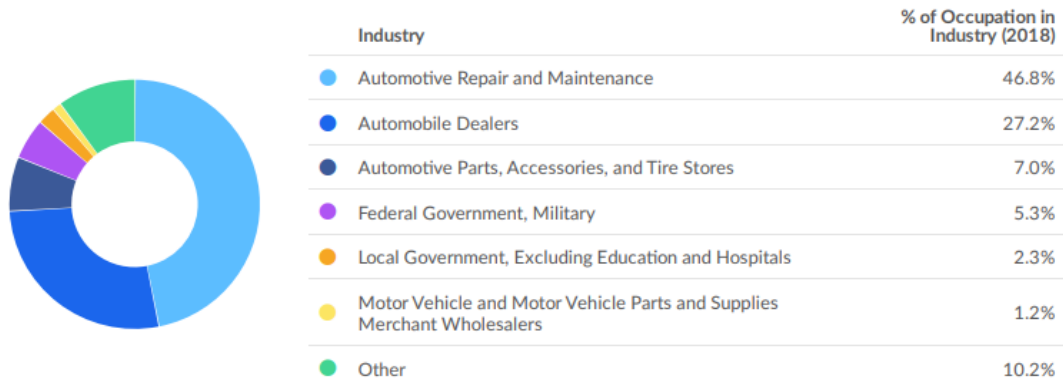 Industry
% of Occupation in
Industry (2018)
Automotive Repair and Maintenance 46.8%
Automobile Dealers 27.2%
Automotive Parts, Accessories, and Tire Stores 7.0%
Federal Government, Military 5.3%
Local Government, Excluding Education and Hospitals 2.3%
Motor Vehicle and Motor Vehicle Parts and Supplies
Merchant Wholesalers 1.2%
Other 10.2%